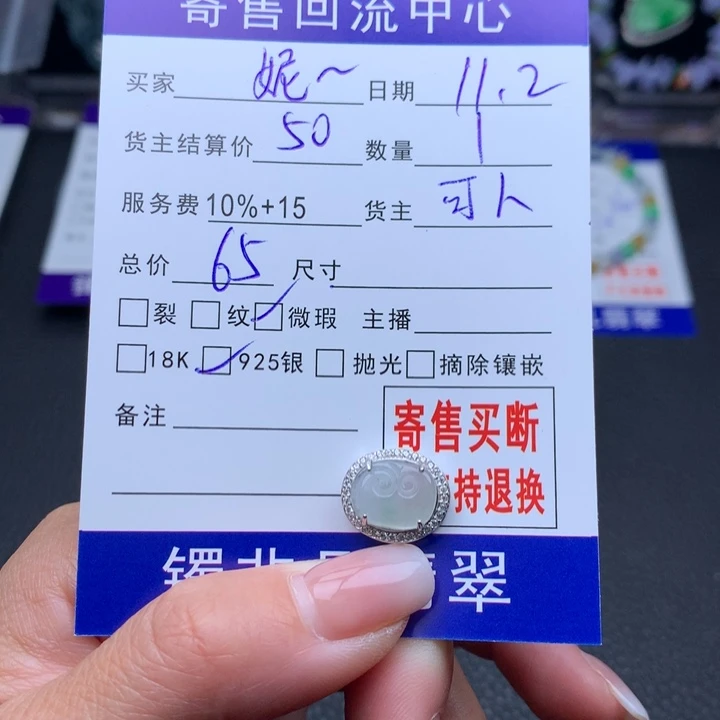 寄售回流中心
买家 妮~ 日期 11.2
货主结算价 50 数量 1
服务费 10%+15 货主 可人
总价 65 尺寸
裂 纹 微瑕 主播
18K 925银 抛光 摘除镶嵌
备注
寄售买断
持退换
翠